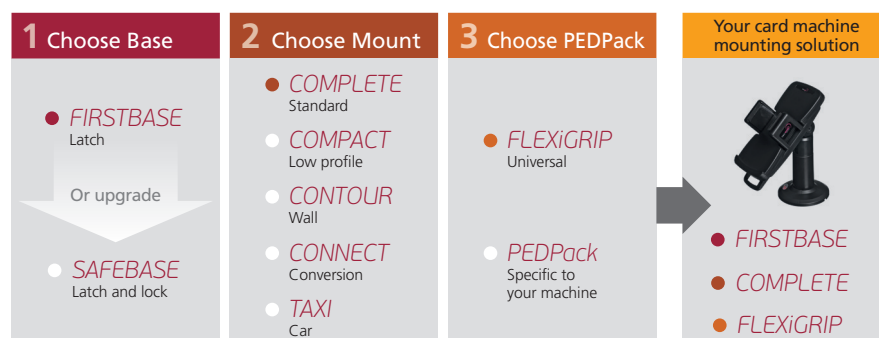 1 Choose Base
FIRSTBASE
Latch
Or upgrade
SAFEBASE
Latch and lock
2 Choose Mount
COMPLETE
Standard
COMPACT
Low profile
CONTOUR
Wall
CONNECT
Conversion
TAXI
Car
3 Choose PEDPack
FLEXiGRIP
Universal
PEDPack
Specific to
your machine
Your card machine
mounting solution
FIRSTBASE
COMPLETE
FLEXiGRIP